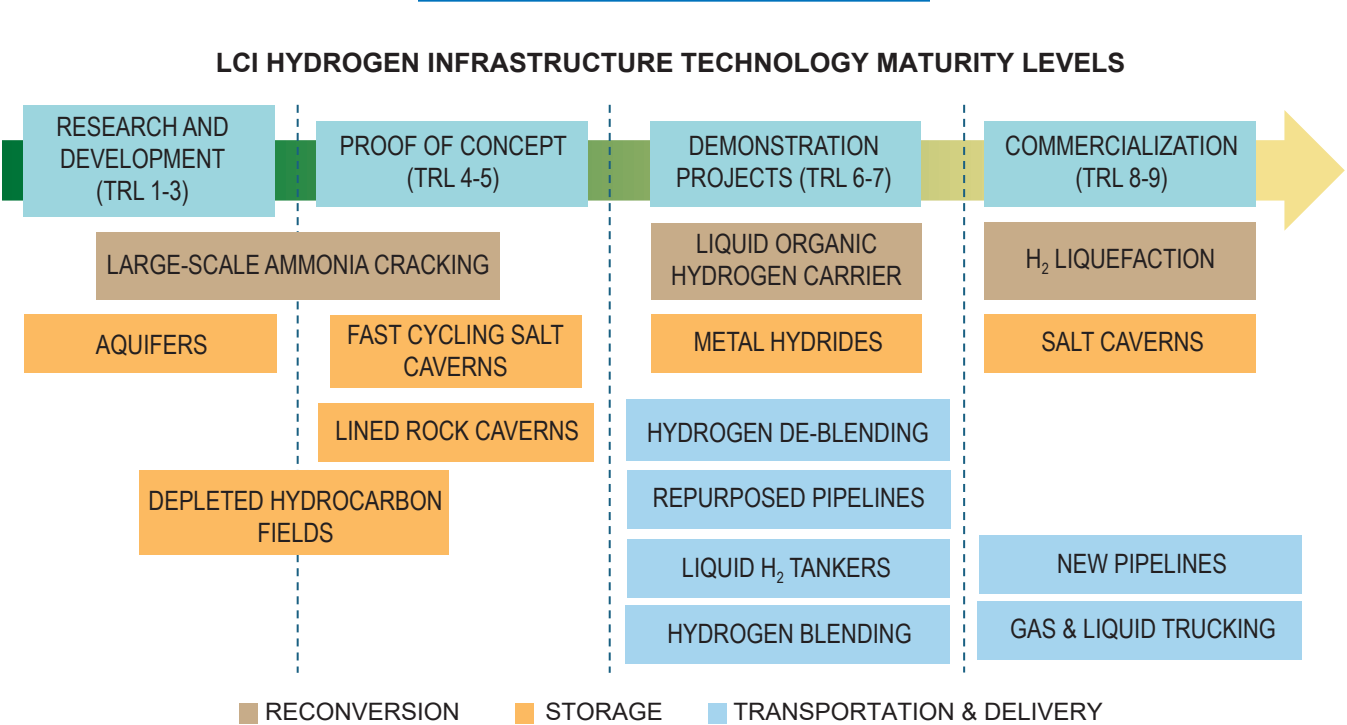 LCI HYDROGEN INFRASTRUCTURE TECHNOLOGY MATURITY LEVELS
RESEARCH AND
DEVELOPMENT
(TRL 1-3)
PROOF OF CONCEPT
(TRL 4-5)
DEMONSTRATION
PROJECTS (TRL 6-7)
COMMERCIALIZATION
(TRL 8-9)
LARGE-SCALE AMMONIA CRACKING
LIQUID ORGANIC
HYDROGEN CARRIER
H₂ LIQUEFACTION
AQUIFERS
FAST CYCLING SALT
CAVERNS
METAL HYDRIDES
SALT CAVERNS
LINED ROCK CAVERNS
HYDROGEN DE-BLENDING
DEPLETED HYDROCARBON
FIELDS
REPURPOSED PIPELINES
LIQUID H₂ TANKERS
NEW PIPELINES
HYDROGEN BLENDING
GAS & LIQUID TRUCKING
RECONVERSION
STORAGE
TRANSPORTATION & DELIVERY